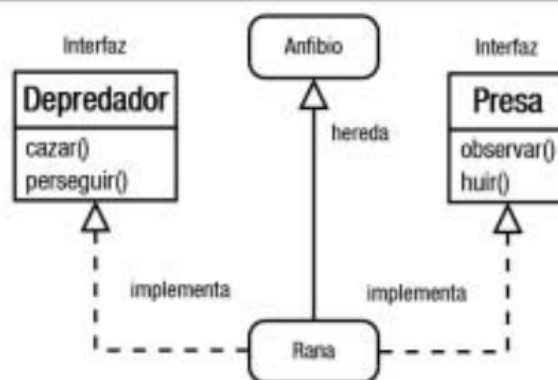 Interfaz
Depredador
cazar()
perseguir()
Anfibio
hereda
Interfaz
Presa
observar()
huir()
implementa
implementa
Rana